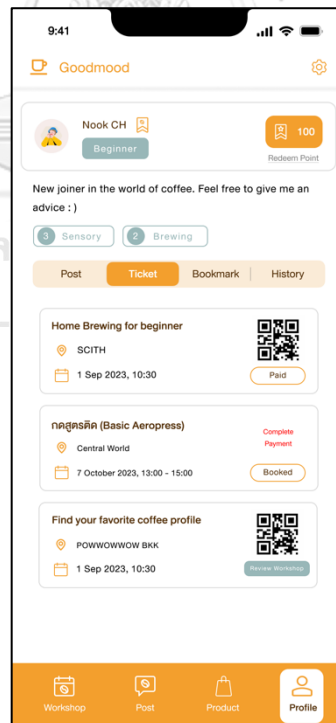 9:41
Goodmood
Nook CH
100
Beginner
Redeem Point
New joiner in the world of coffee. Feel free to give me an
advice : )
3 Sensory 2 Brewing
Post Ticket Bookmark History
Home Brewing for beginner
SCITH
1 Sep 2023, 10:30
Paid
กดสูตรติด (Basic Aeropress)
Complete
Payment
Central World
7 October 2023, 13:00 - 15:00
Booked
Find your favorite coffee profile
POWWOWWOW BKK
1 Sep 2023, 10:30
Review Workshop
Workshop Post Product Profile